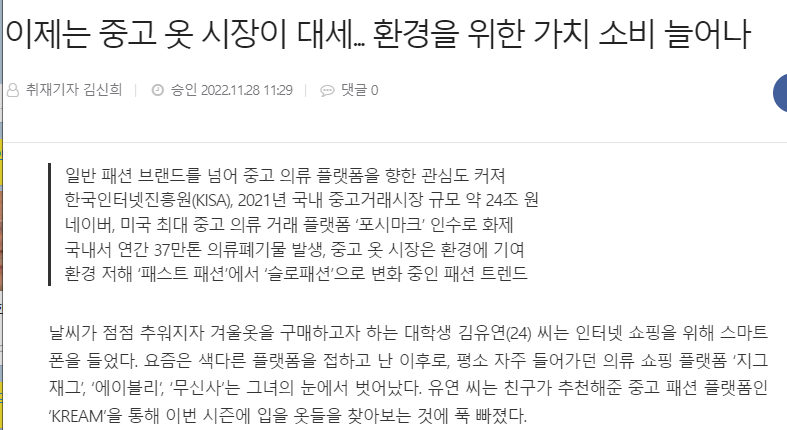 이제는 중고 옷 시장이 대세... 환경을 위한 가치 소비 늘어나
취재기자 김신희 승인 2022.11.28 11:29 댓글 0
일반 패션 브랜드를 넘어 중고 의류 플랫폼을 향한 관심도 커져
한국인터넷진흥원(KISA), 2021년 국내 중고거래시장 규모 약 24조 원
네이버, 미국 최대 중고 의류 거래 플랫폼 ‘포시마크’ 인수로 화제
국내서 연간 37만톤 의류폐기물 발생, 중고 옷 시장은 환경에 기여
환경 저해 ‘패스트 패션’에서 ‘슬로패션’으로 변화 중인 패션 트렌드
날씨가 점점 추워지자 겨울옷을 구매하고자 하는 대학생 김유연(24) 씨는 인터넷 쇼핑을 위해 스마트
폰을 들었다. 요즘은 색다른 플랫폼을 접하고 난 이후로, 평소 자주 들어가던 의류 쇼핑 플랫폼 ‘지그
재그’, ‘에이블리’, ‘무신사’는 그녀의 눈에서 벗어났다. 유연 씨는 친구가 추천해준 중고 패션 플랫폼인
‘KREAM’을 통해 이번 시즌에 입을 옷들을 찾아보는 것에 푹 빠졌다.